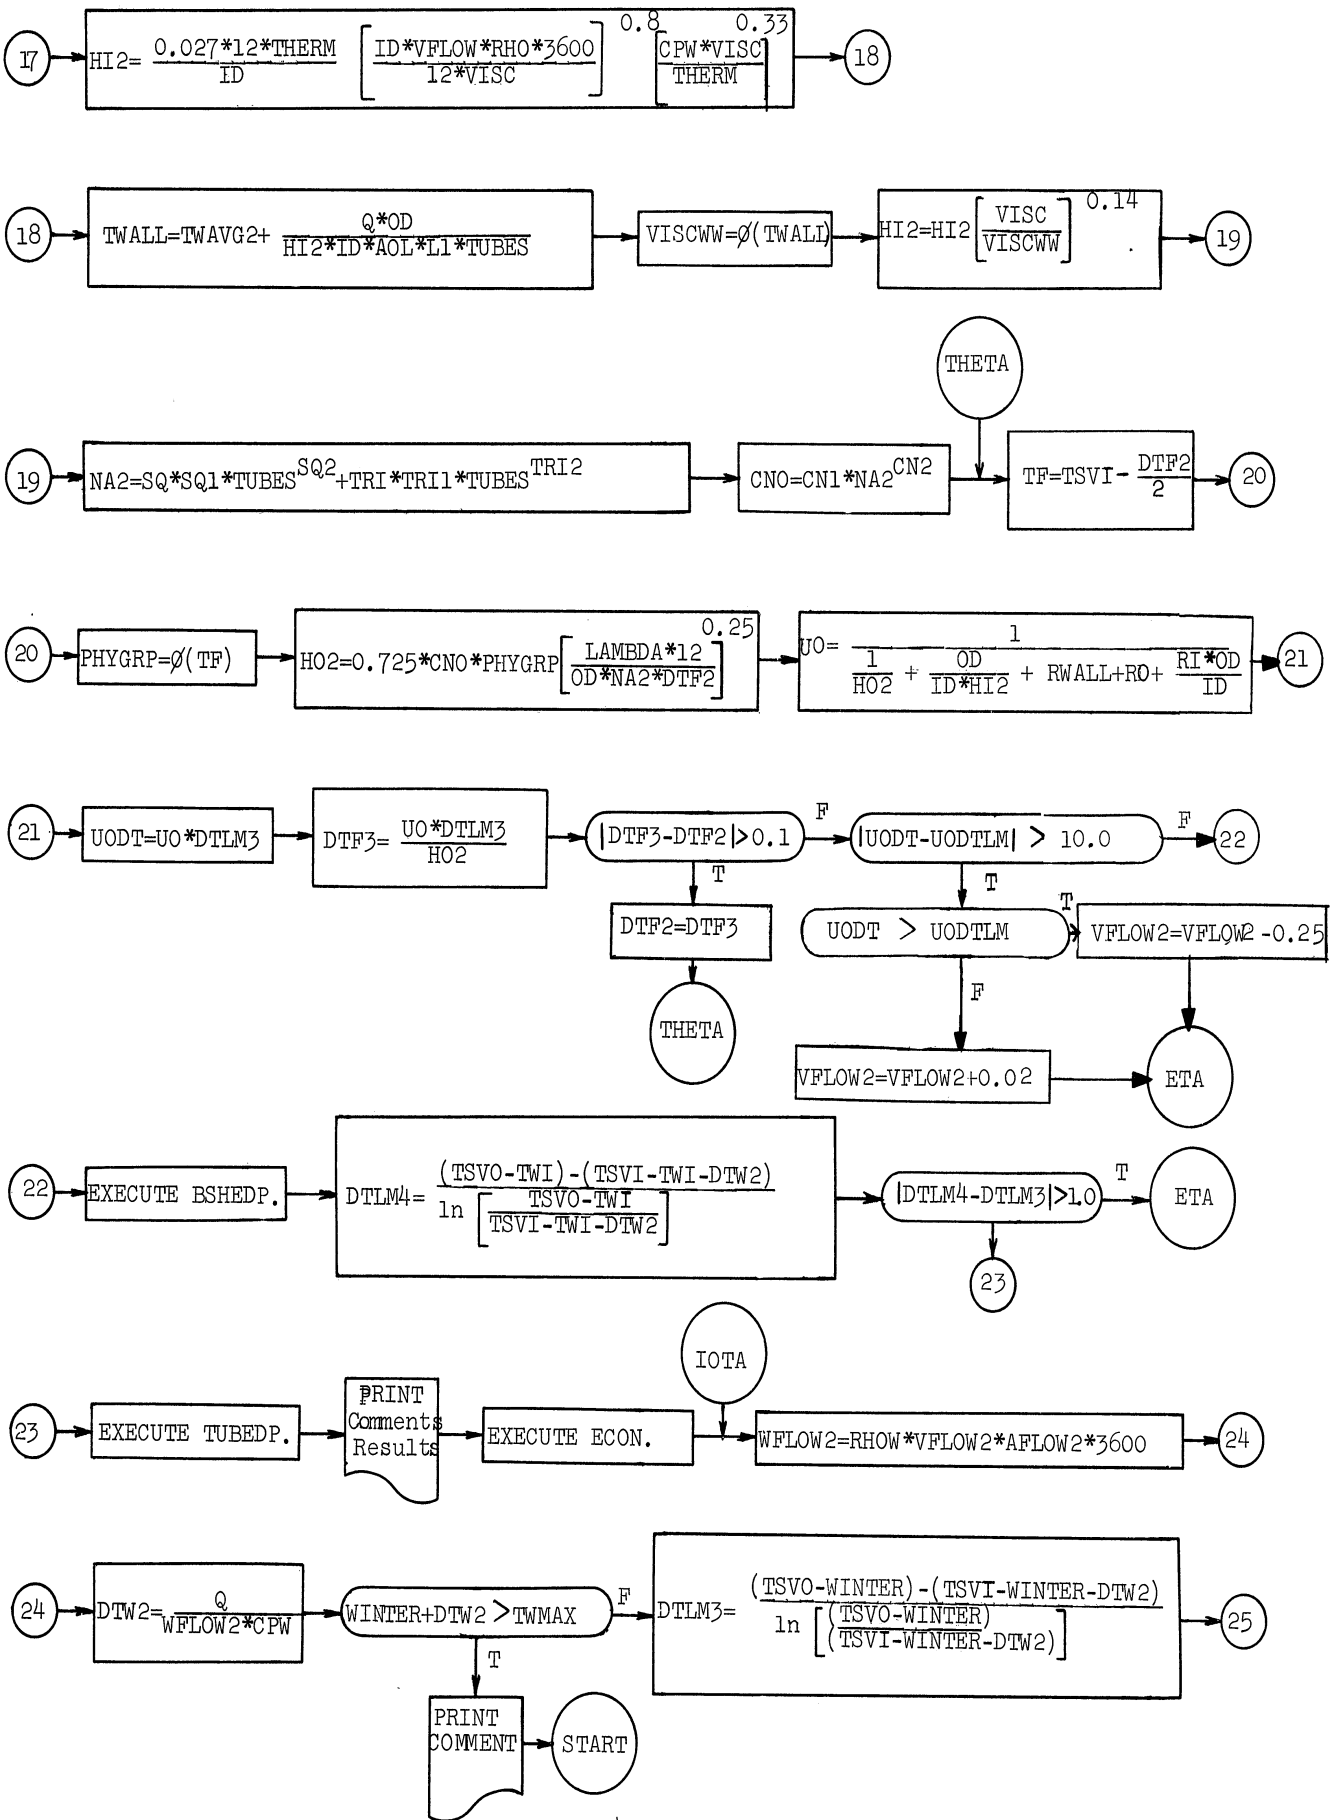 17
HI2= 0.027*12*THERM / ID [ID*VFLOW*RHO*3600 / 12*VISC] 0.8 [CPW*VISC / THERM] 0.33
18
18
TWALL=TWAVG2+ Q*OD / HI2*ID*AOL*L1*TUBES
VISCWW=Ø(TWALL)
HI2=HI2 [VISC / VISCWW] 0.14
19
THETA
19
NA2=SQ*SQ1*TUBES SQ2 +TRI*TRI1*TUBES TRI2
CNO=CN1*NA2 CN2
TF=TSVI- DTF2 / 2
20
20
PHYGRP=Ø(TF)
HO2=0.725*CNO*PHYGRP [LAMBDA*12 / OD*NA2*DTF2] 0.25
UO= 1 / 1 / HO2 + OD / ID*HI2 + RWALL+RO+ RI*OD / ID
21
21
UODT=UO*DTLM3
DTF3= UO*DTLM3 / HO2
|DTF3-DTF2|>0.1
F
|UODT-UODTLM| > 10.0
F
22
T
T
DTF2=DTF3
UODT > UODTLM
T
VFLOW2=VFLOW2-0.25
THETA
F
VFLOW2=VFLOW2+0.02
ETA
22
EXECUTE BSHEDP.
DTLM4= (TSVO-TWI)-(TSVI-TWI-DTW2) / ln [TSVO-TWI / TSVI-TWI-DTW2]
|DTLM4-DTLM3|>1.0
T
ETA
23
IOTA
23
EXECUTE TUBEDP.
PRINT
Comments
Results
EXECUTE ECON.
WFLOW2=RHOW*VFLOW2*AFLOW2*3600
24
24
DTW2= Q / WFLOW2*CPW
WINTER+DTW2 >TWMAX
F
DTLM3= (TSVO-WINTER)-(TSVI-WINTER-DTW2) / ln [(TSVO-WINTER) / (TSVI-WINTER-DTW2)]
25
T
PRINT
COMMENT
START